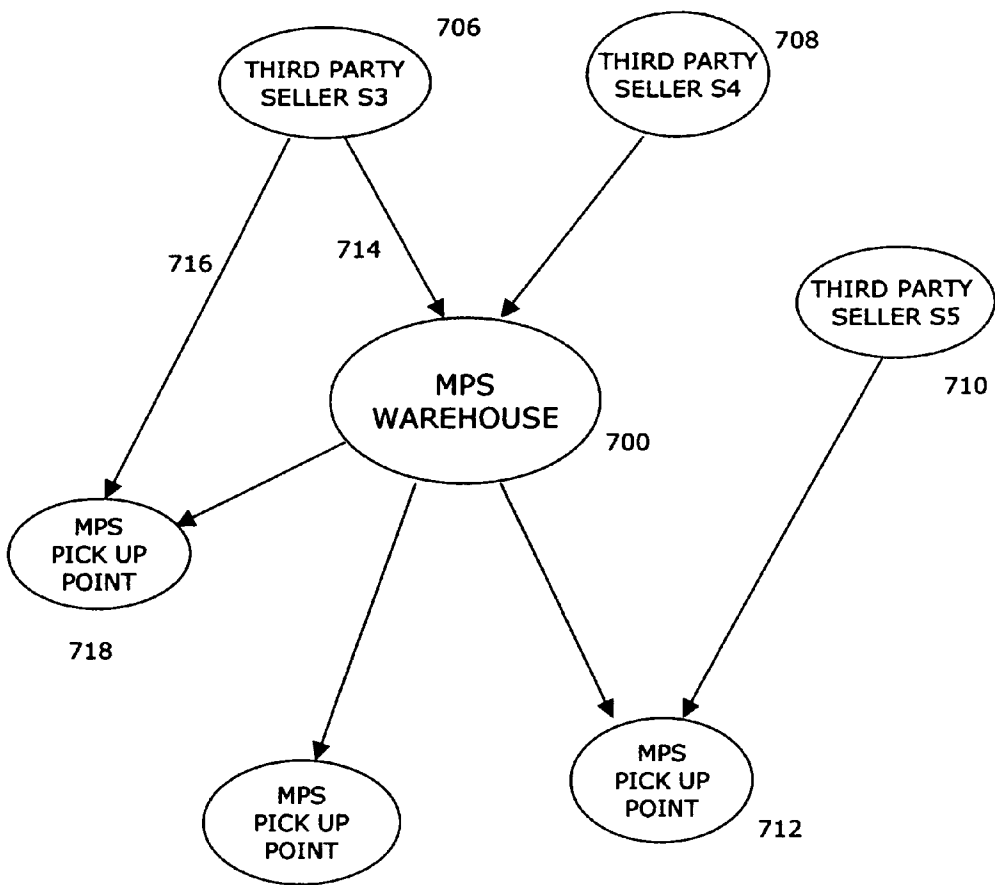 706
THIRD PARTY
SELLER S3
708
THIRD PARTY
SELLER S4
716
714
THIRD PARTY
SELLER S5
710
MPS
WAREHOUSE
700
MPS
PICK UP
POINT
718
MPS
PICK UP
POINT
712
MPS
PICK UP
POINT